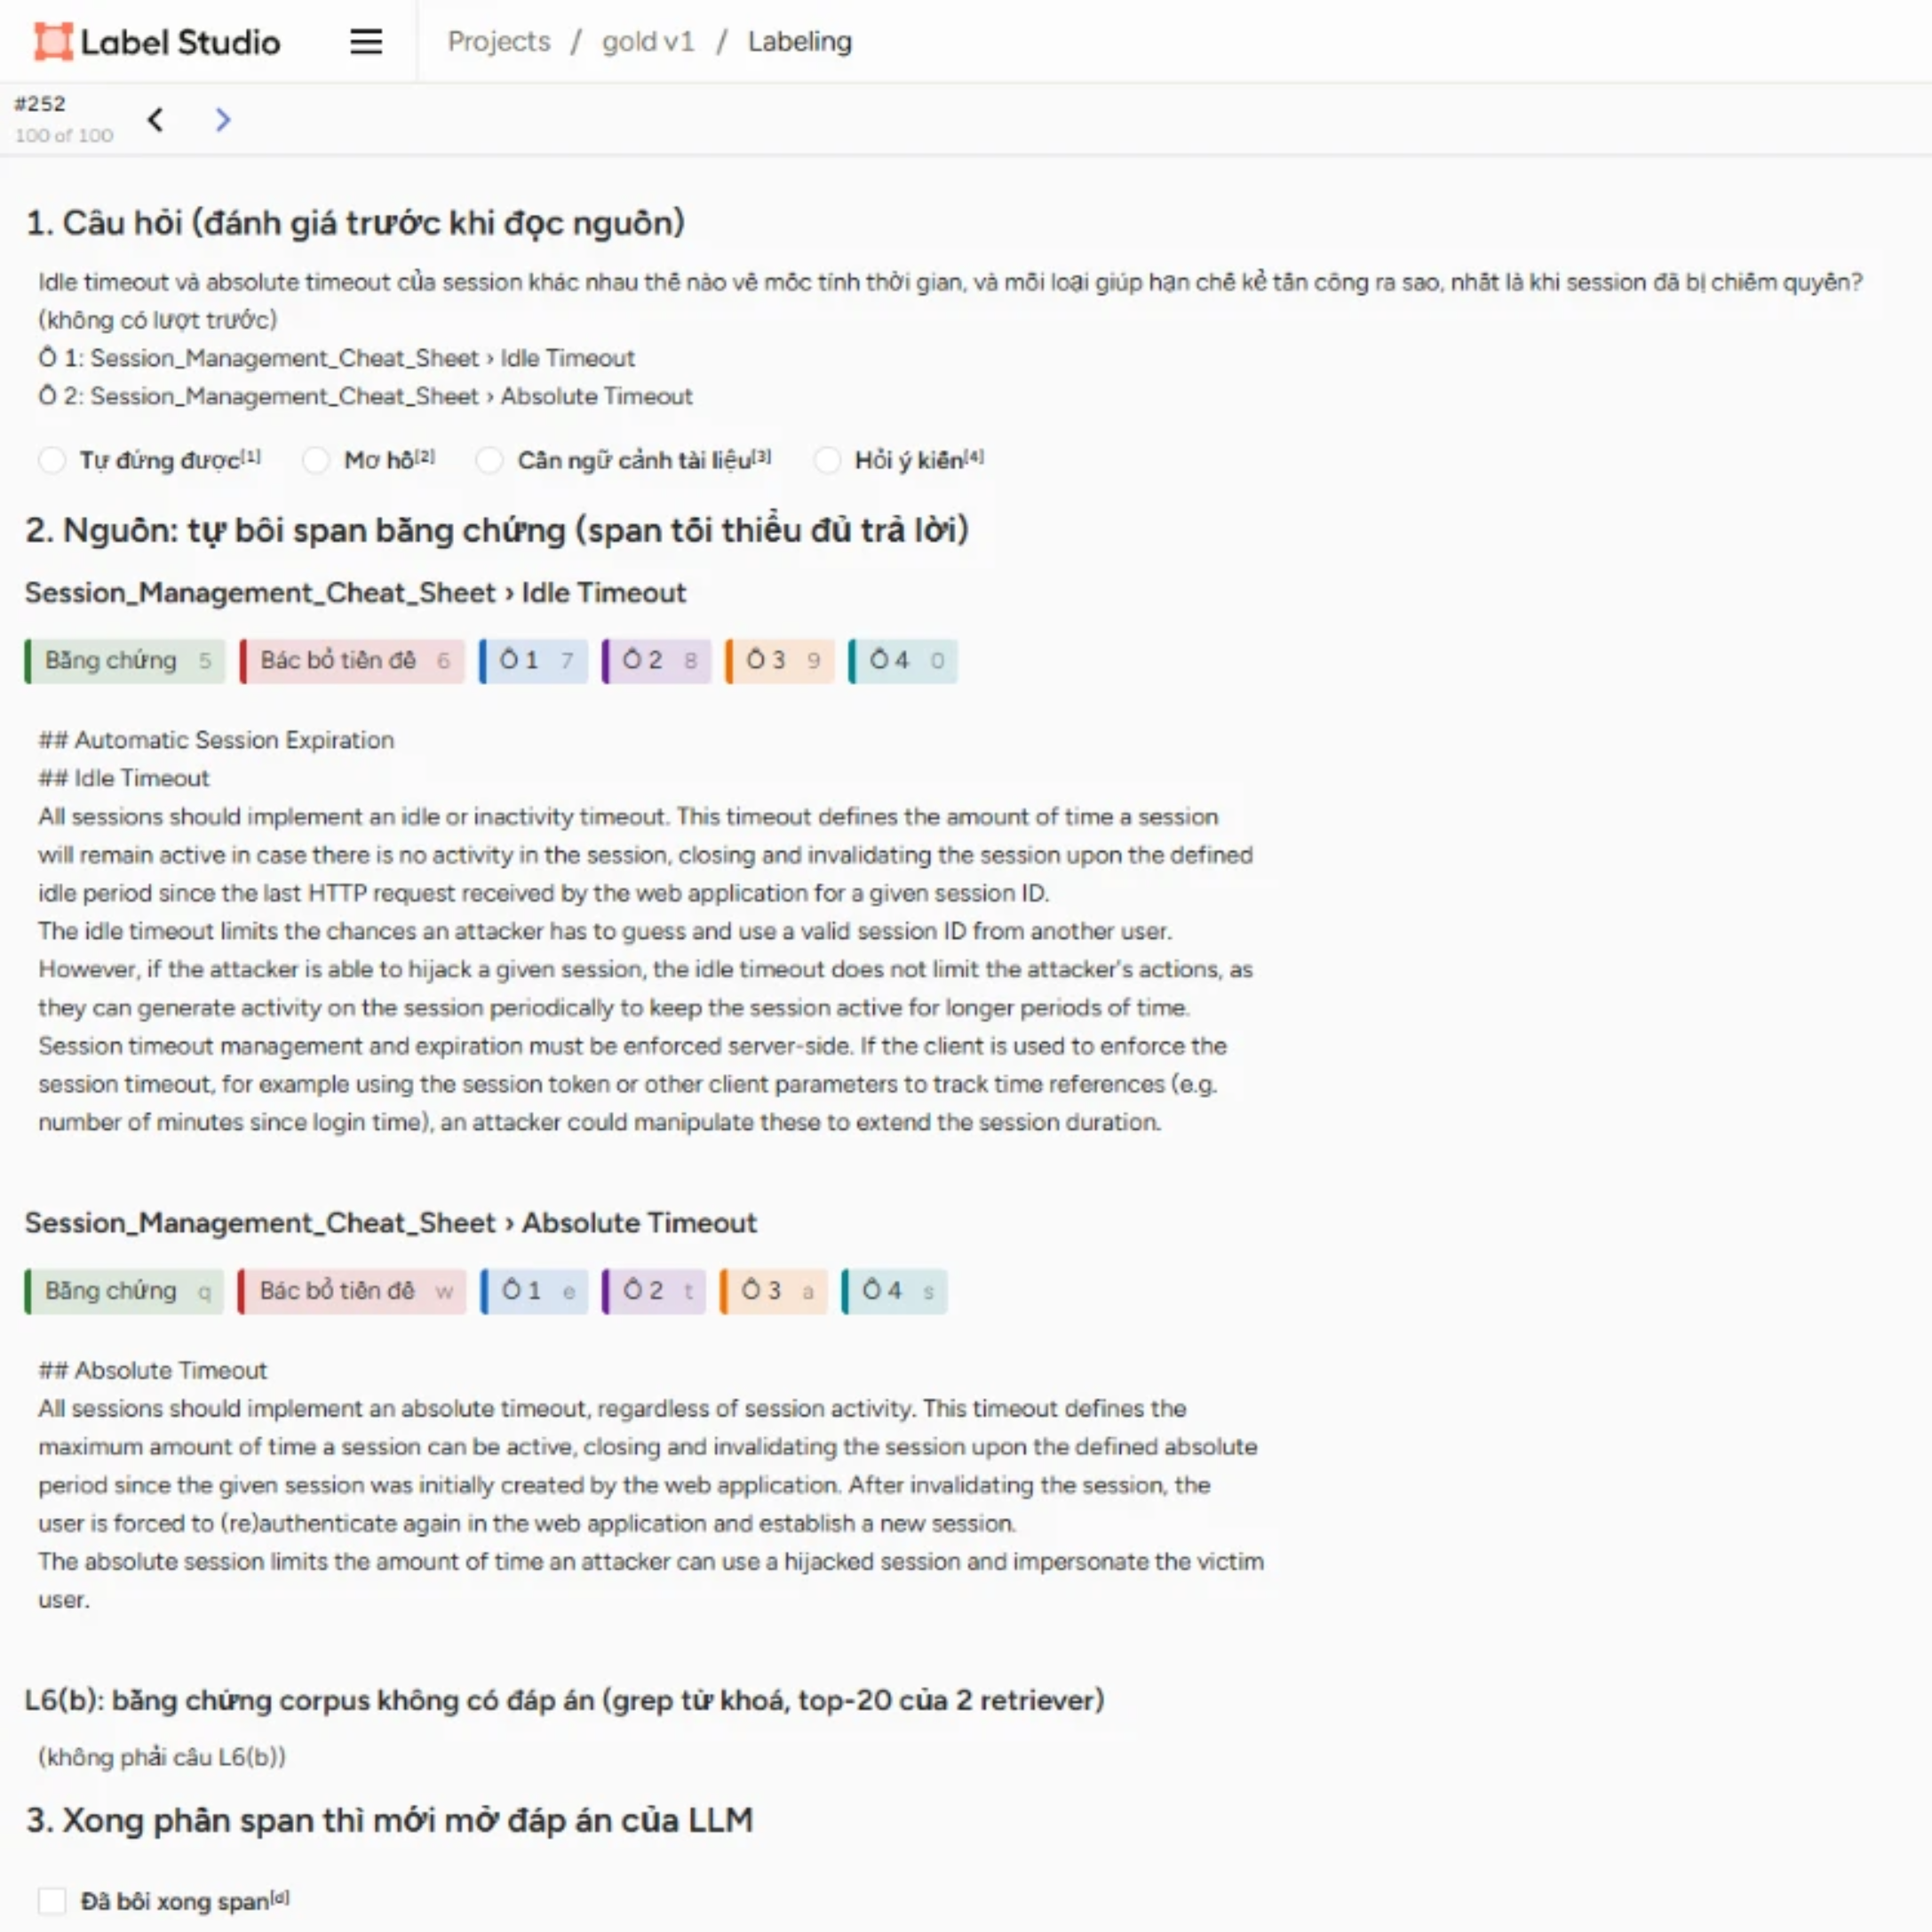 Label Studio
Projects / gold v1 / Labeling
#252
100 of 100
1. Câu hỏi (đánh giá trước khi đọc nguồn)
Idle timeout và absolute timeout của session khác nhau thế nào về mốc tính thời gian, và mỗi loại giúp hạn chế kẻ tấn công ra sao, nhất là khi session đã bị chiếm quyền?
(không có lượt trước)
Ô 1: Session_Management_Cheat_Sheet › Idle Timeout
Ô 2: Session_Management_Cheat_Sheet › Absolute Timeout
Tự đứng được[1] Mơ hồ[2] Cần ngữ cảnh tài liệu[3] Hỏi ý kiến[4]
2. Nguồn: tự bôi span bằng chứng (span tối thiểu đủ trả lời)
Session_Management_Cheat_Sheet › Idle Timeout
Bằng chứng 5 Bác bỏ tiền đề 6 Ô 1 7 Ô 2 8 Ô 3 9 Ô 4 0
## Automatic Session Expiration
## Idle Timeout
All sessions should implement an idle or inactivity timeout. This timeout defines the amount of time a session
will remain active in case there is no activity in the session, closing and invalidating the session upon the defined
idle period since the last HTTP request received by the web application for a given session ID.
The idle timeout limits the chances an attacker has to guess and use a valid session ID from another user.
However, if the attacker is able to hijack a given session, the idle timeout does not limit the attacker's actions, as
they can generate activity on the session periodically to keep the session active for longer periods of time.
Session timeout management and expiration must be enforced server-side. If the client is used to enforce the
session timeout, for example using the session token or other client parameters to track time references (e.g.
number of minutes since login time), an attacker could manipulate these to extend the session duration.
Session_Management_Cheat_Sheet › Absolute Timeout
Bằng chứng q Bác bỏ tiền đề w Ô 1 e Ô 2 t Ô 3 a Ô 4 s
## Absolute Timeout
All sessions should implement an absolute timeout, regardless of session activity. This timeout defines the
maximum amount of time a session can be active, closing and invalidating the session upon the defined absolute
period since the given session was initially created by the web application. After invalidating the session, the
user is forced to (re)authenticate again in the web application and establish a new session.
The absolute session limits the amount of time an attacker can use a hijacked session and impersonate the victim
user.
L6(b): bằng chứng corpus không có đáp án (grep từ khoá, top-20 của 2 retriever)
(không phải câu L6(b))
3. Xong phần span thì mới mở đáp án của LLM
Đã bôi xong span[d]